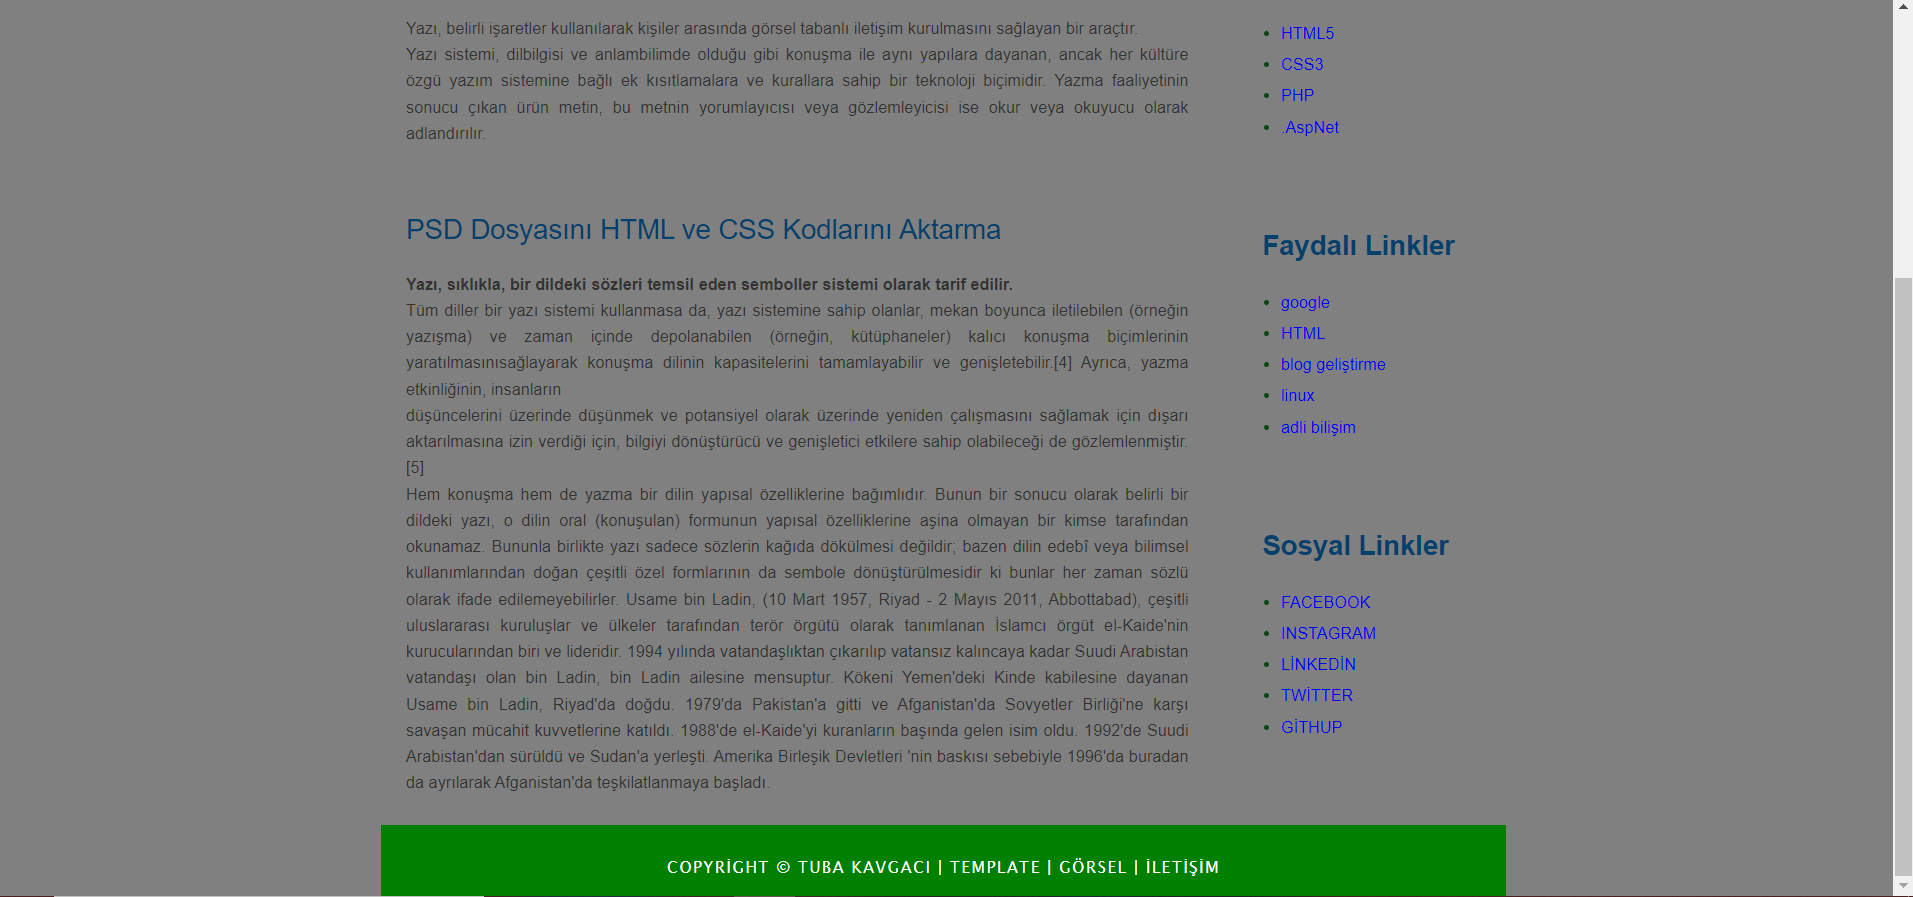 Yazı, belirli işaretler kullanılarak kişiler arasında görsel tabanlı iletişim kurulmasını sağlayan bir araçtır.
Yazı sistemi, dilbilgisi ve anlambilimde olduğu gibi konuşma ile aynı yapılara dayanan, ancak her kültüre
özgü yazım sistemine bağlı ek kısıtlamalara ve kurallara sahip bir teknoloji biçimidir. Yazma faaliyetinin
sonucu çıkan ürün metin, bu metnin yorumlayıcısı veya gözlemleyicisi ise okur veya okuyucu olarak
adlandırılır.
PSD Dosyasını HTML ve CSS Kodlarını Aktarma
Yazı, sıklıkla, bir dildeki sözleri temsil eden semboller sistemi olarak tarif edilir.
Tüm diller bir yazı sistemi kullanmasa da, yazı sistemine sahip olanlar, mekan boyunca iletilebilen (örneğin
yazışma) ve zaman içinde depolanabilen (örneğin, kütüphaneler) kalıcı konuşma biçimlerinin
yaratılmasınısağlayarak konuşma dilinin kapasitelerini tamamlayabilir ve genişletebilir.[4] Ayrıca, yazma
etkinliğinin, insanların
düşüncelerini üzerinde düşünmek ve potansiyel olarak üzerinde yeniden çalışmasını sağlamak için dışarı
aktarılmasına izin verdiği için, bilgiyi dönüştürücü ve genişletici etkilere sahip olabileceği de gözlemlenmiştir.
[5]
Hem konuşma hem de yazma bir dilin yapısal özelliklerine bağımlıdır. Bunun bir sonucu olarak belirli bir
dildeki yazı, o dilin oral (konuşulan) formunun yapısal özelliklerine aşina olmayan bir kimse tarafından
okunamaz. Bununla birlikte yazı sadece sözlerin kağıda dökülmesi değildir; bazen dilin edebî veya bilimsel
kullanımlarından doğan çeşitli özel formlarının da sembole dönüştürülmesidir ki bunlar her zaman sözlü
olarak ifade edilemeyebilirler. Usame bin Ladin, (10 Mart 1957, Riyad - 2 Mayıs 2011, Abbottabad), çeşitli
uluslararası kuruluşlar ve ülkeler tarafından terör örgütü olarak tanımlanan İslamcı örgüt el-Kaide'nin
kurucularından biri ve lideridir. 1994 yılında vatandaşlıktan çıkarılıp vatansız kalıncaya kadar Suudi Arabistan
vatandaşı olan bin Ladin, bin Ladin ailesine mensuptur. Kökeni Yemen'deki Kinde kabilesine dayanan
Usame bin Ladin, Riyad'da doğdu. 1979'da Pakistan'a gitti ve Afganistan'da Sovyetler Birliği'ne karşı
savaşan mücahit kuvvetlerine katıldı. 1988'de el-Kaide'yi kuranların başında gelen isim oldu. 1992'de Suudi
Arabistan'dan sürüldü ve Sudan'a yerleşti. Amerika Birleşik Devletleri 'nin baskısı sebebiyle 1996'da buradan
da ayrılarak Afganistan'da teşkilatlanmaya başladı.
HTML5
CSS3
PHP
.AspNet
Faydalı Linkler
google
HTML
blog geliştirme
linux
adli bilişim
Sosyal Linkler
FACEBOOK
INSTAGRAM
LİNKEDİN
TWİTTER
GİTHUP
COPYRİGHT © TUBA KAVGACI | TEMPLATE | GÖRSEL | İLETİŞİM